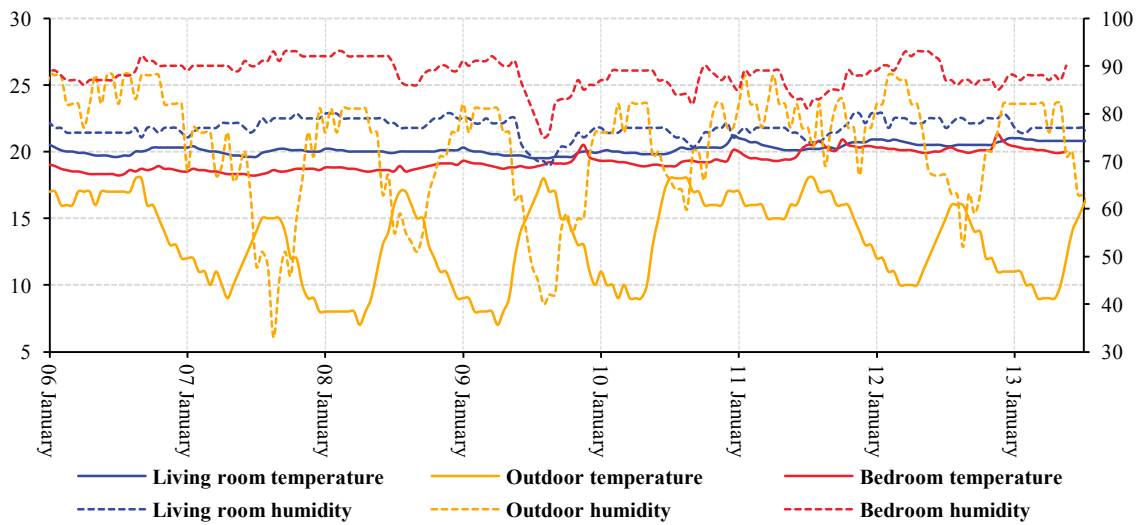 30
25
20
15
10
5
100
90
80
70
60
50
40
30
06 January
07 January
08 January
09 January
10 January
11 January
12 January
13 January
Living room temperature
Outdoor temperature
Bedroom temperature
Living room humidity
Outdoor humidity
Bedroom humidity